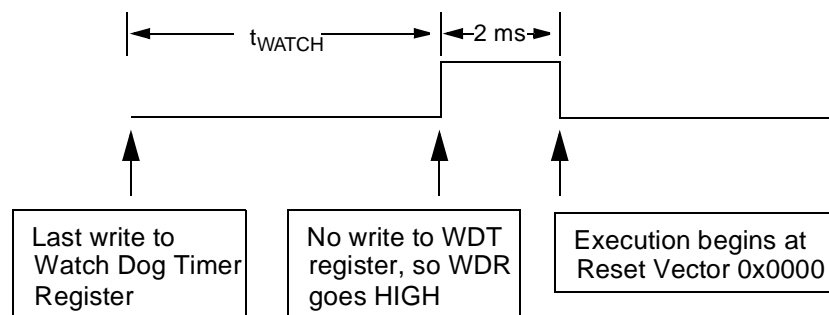 tWATCH
2 ms
Last write to
Watch Dog Timer
Register
No write to WDT
register, so WDR
goes HIGH
Execution begins at
Reset Vector 0x0000